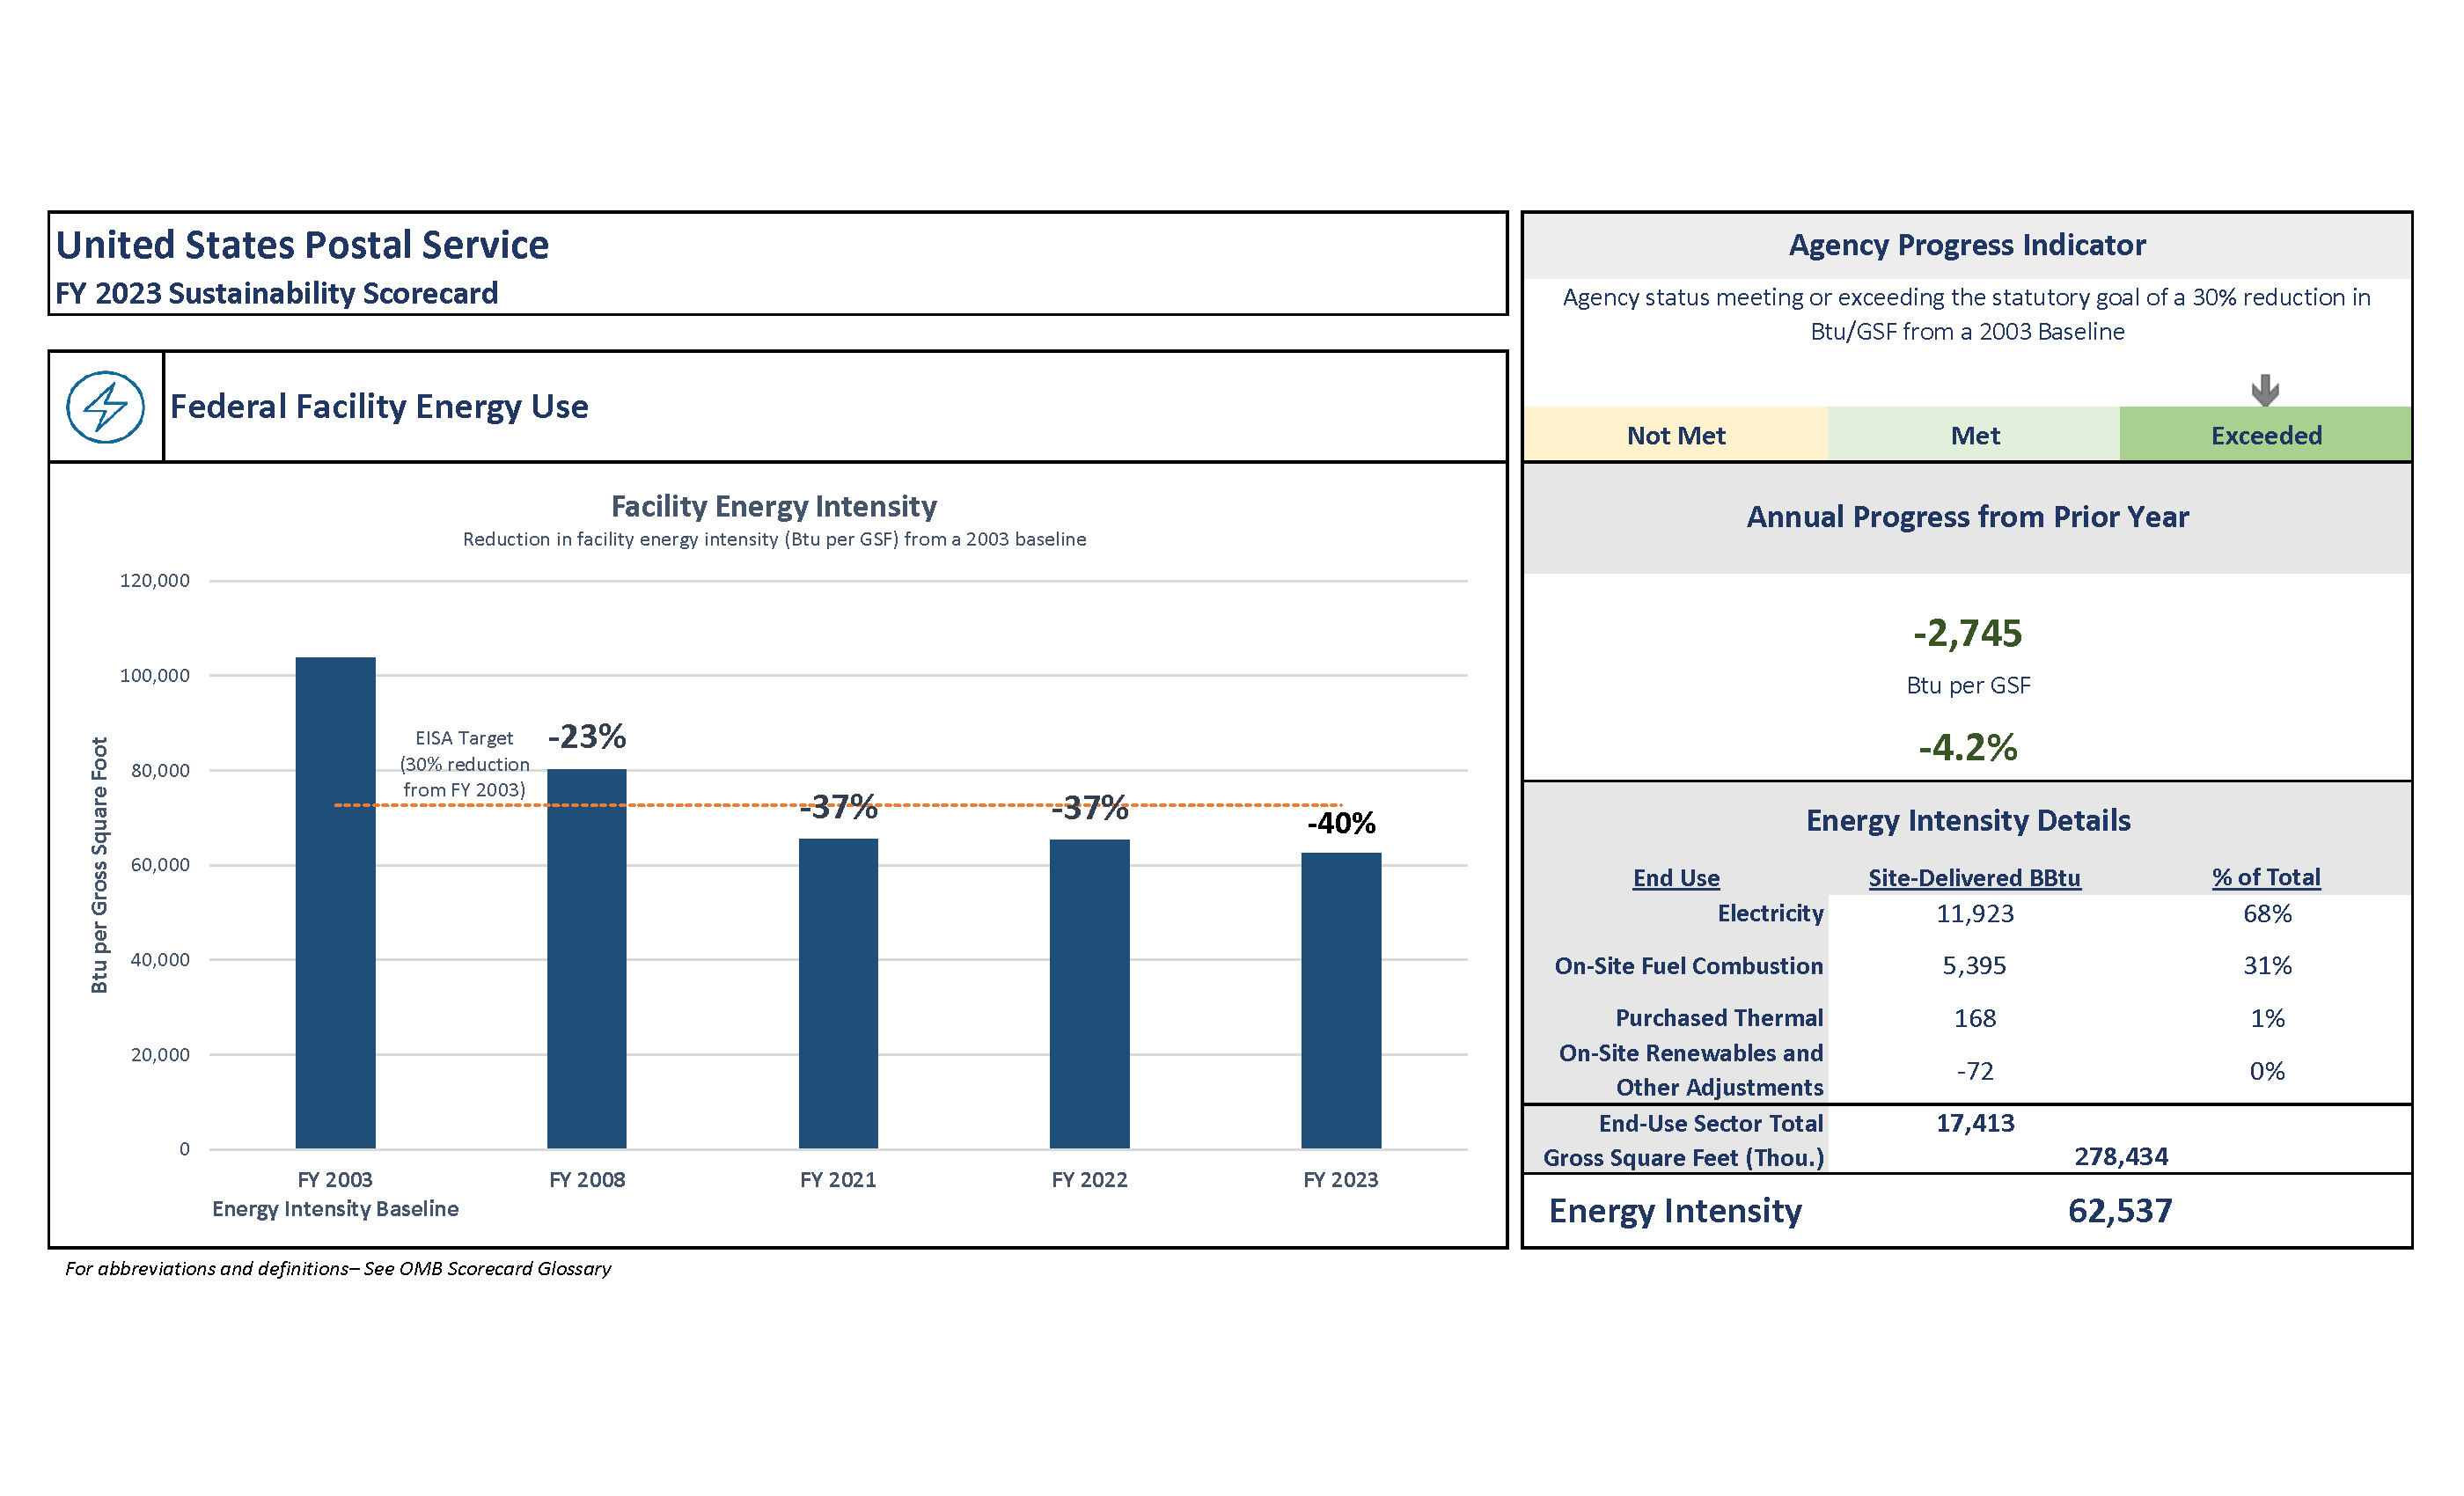 United States Postal Service
FY 2023 Sustainability Scorecard
Federal Facility Energy Use
Facility Energy Intensity
Reduction in facility energy intensity (Btu per GSF) from a 2003 baseline
Btu per Gross Square Foot
120,000
100,000
80,000
60,000
40,000
20,000
0
EISA Target
(30% reduction
from FY 2003)
-23%
-37%
-37%
-40%
FY 2003
FY 2008
FY 2021
FY 2022
FY 2023
Energy Intensity Baseline
For abbreviations and definitions– See OMB Scorecard Glossary
Agency Progress Indicator
Agency status meeting or exceeding the statutory goal of a 30% reduction in
Btu/GSF from a 2003 Baseline
Not Met Met Exceeded
Annual Progress from Prior Year
-2,745
Btu per GSF
-4.2%
Energy Intensity Details
End Use Site-Delivered BBtu % of Total
Electricity 11,923 68%
On-Site Fuel Combustion 5,395 31%
Purchased Thermal 168 1%
On-Site Renewables and
Other Adjustments -72 0%
End-Use Sector Total 17,413
Gross Square Feet (Thou.) 278,434
Energy Intensity 62,537